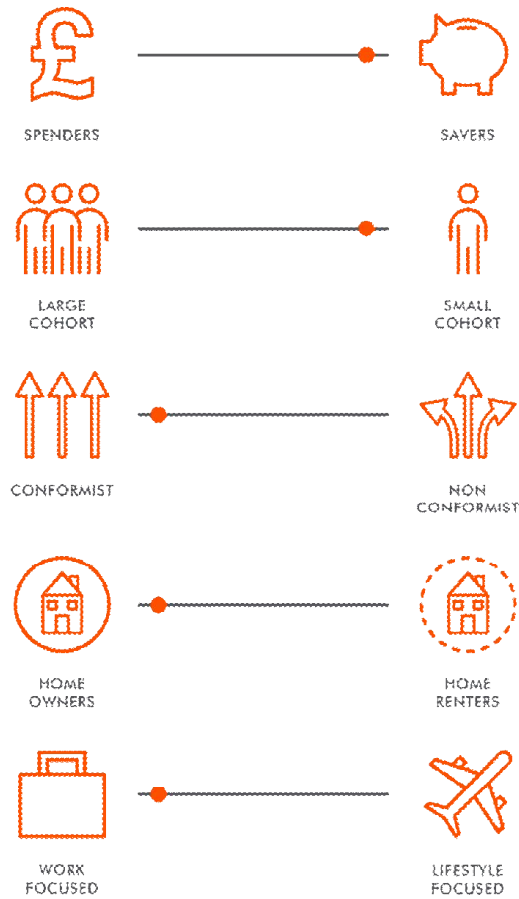 SPENDERS
SAVERS
LARGE
COHORT
SMALL
COHORT
CONFORMIST
NON
CONFORMIST
HOME
OWNERS
HOME
RENTERS
WORK
FOCUSED
LIFESTYLE
FOCUSED